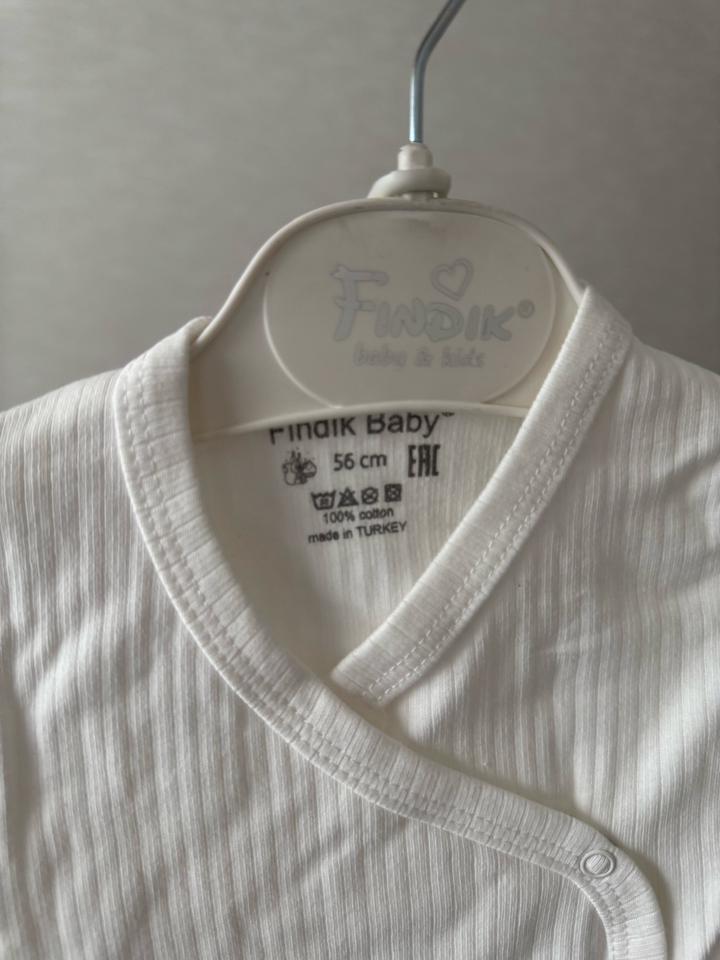 FINDIK®
baby & kids
Findik Baby®
56 cm EAC
100% cotton
made in TURKEY